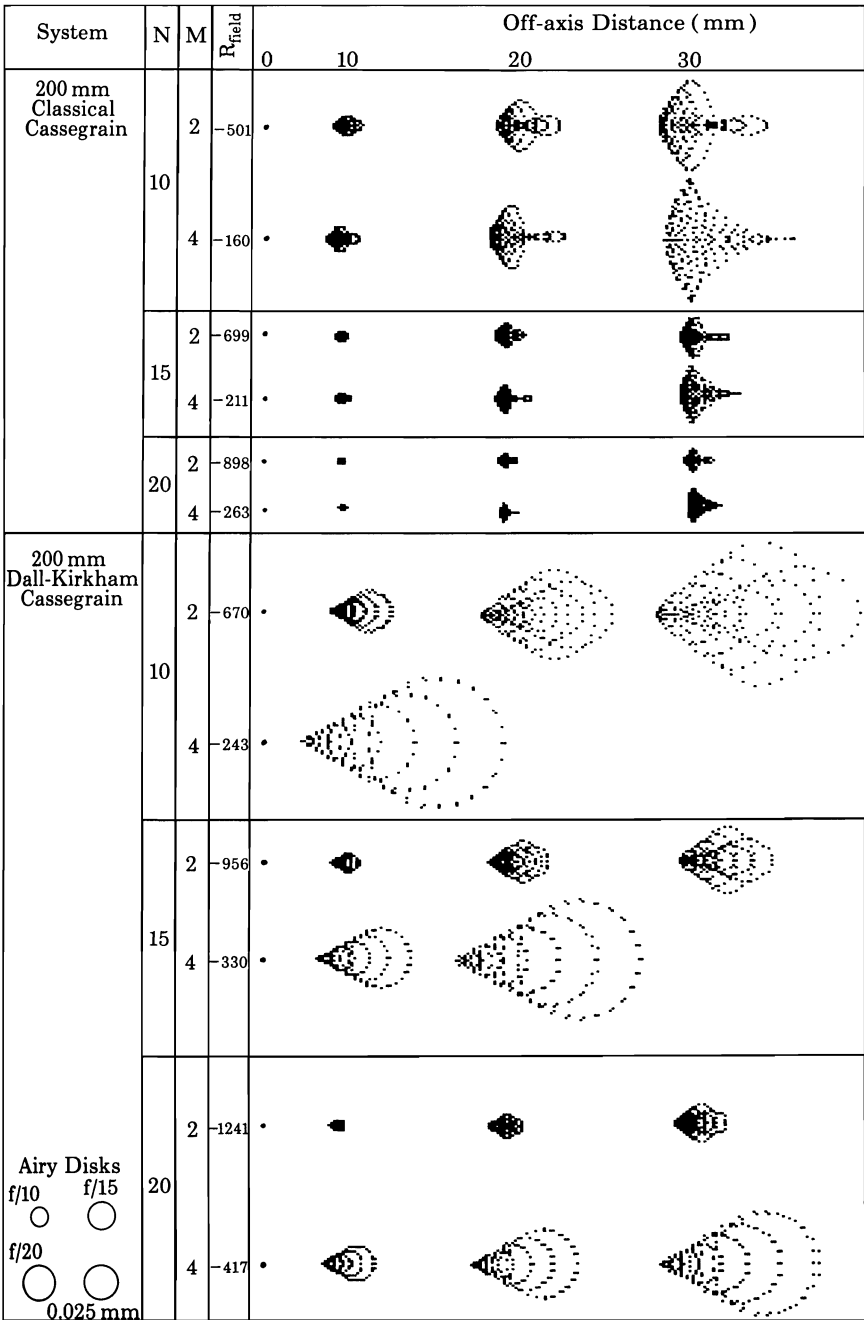 System N M R_field Off-axis Distance (mm)
0 10 20 30
200 mm
Classical
Cassegrain
10
2 −501
4 −160
15
2 −699
4 −211
20
2 −898
4 −263
200 mm
Dall-Kirkham
Cassegrain
10
2 −670
4 −243
15
2 −956
4 −330
20
2 −1241
4 −417
Airy Disks
f/10 f/15
f/20
0.025 mm